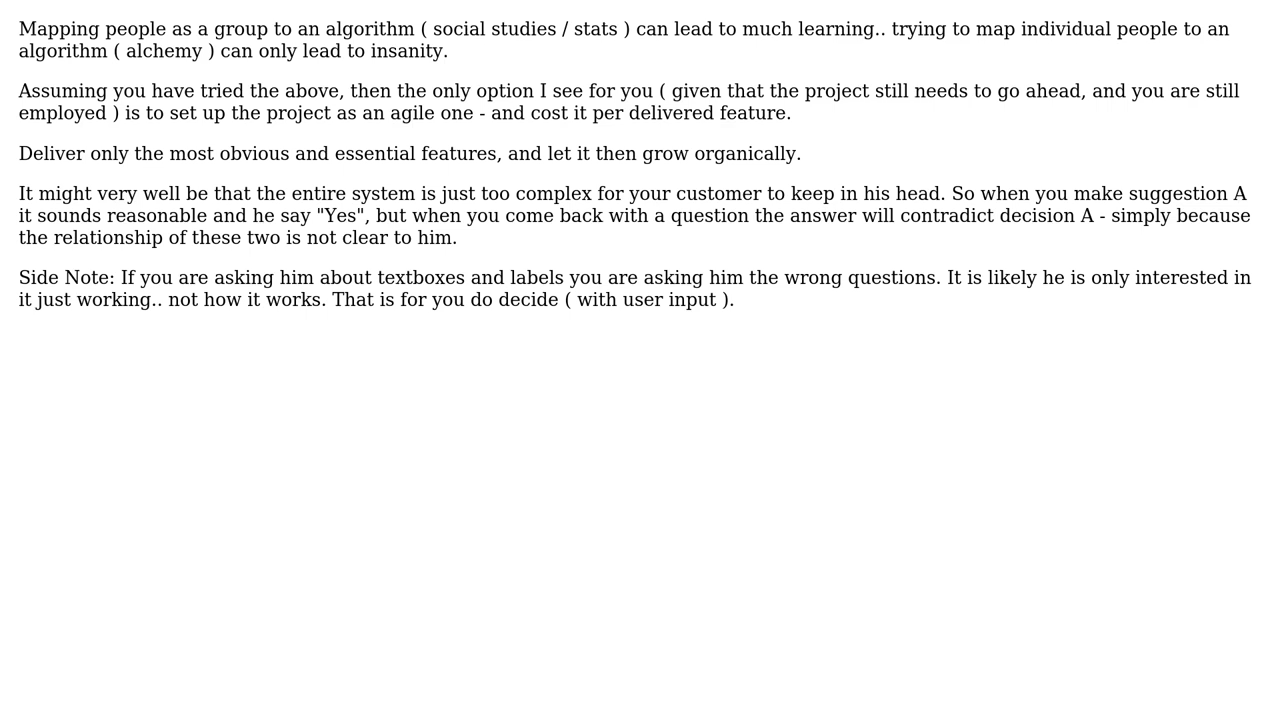 Mapping people as a group to an algorithm ( social studies / stats ) can lead to much learning.. trying to map individual people to an
algorithm ( alchemy ) can only lead to insanity.
Assuming you have tried the above, then the only option I see for you ( given that the project still needs to go ahead, and you are still
employed ) is to set up the project as an agile one - and cost it per delivered feature.
Deliver only the most obvious and essential features, and let it then grow organically.
It might very well be that the entire system is just too complex for your customer to keep in his head. So when you make suggestion A
it sounds reasonable and he say "Yes", but when you come back with a question the answer will contradict decision A - simply because
the relationship of these two is not clear to him.
Side Note: If you are asking him about textboxes and labels you are asking him the wrong questions. It is likely he is only interested in
it just working.. not how it works. That is for you do decide ( with user input ).